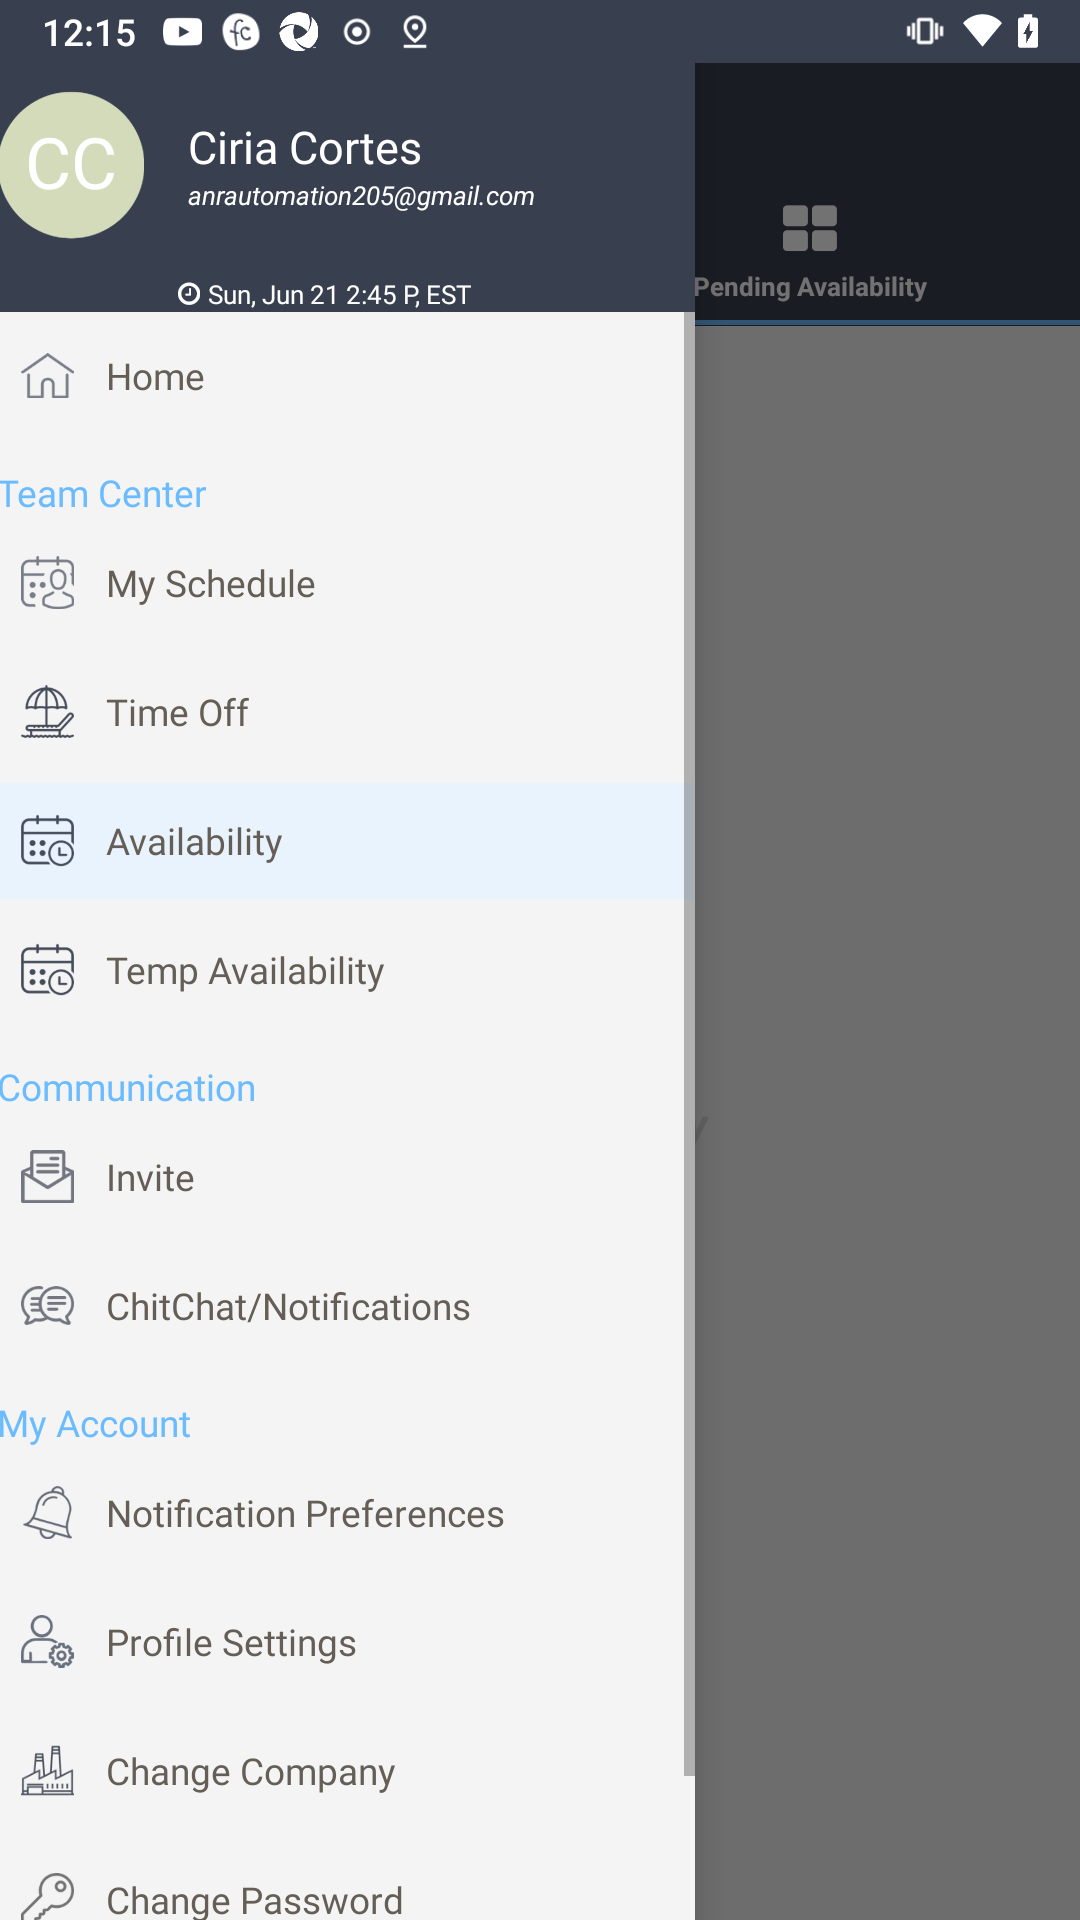 12:15
CC
Ciria Cortes
anrautomation205@gmail.com
Sun, Jun 21 2:45 P, EST
Pending Availability
Home
Team Center
My Schedule
Time Off
Availability
Temp Availability
Communication
Invite
ChitChat/Notifications
My Account
Notification Preferences
Profile Settings
Change Company
Change Password